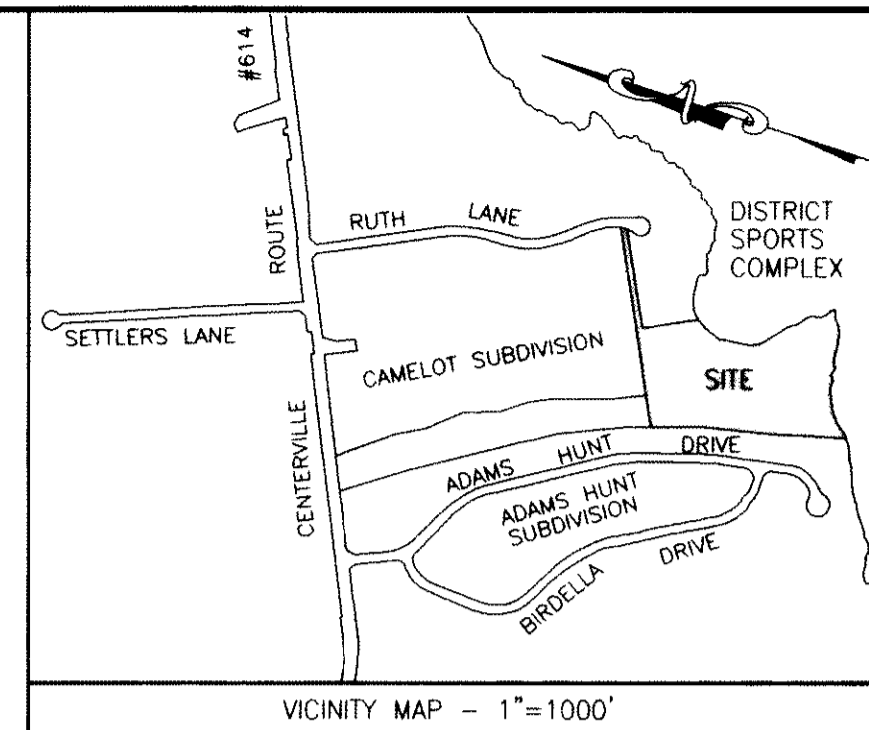 #614
ROUTE
RUTH LANE
DISTRICT
SPORTS
COMPLEX
SETTLERS LANE
CAMELOT SUBDIVISION
SITE
CENTERVILLE
ADAMS HUNT DRIVE
ADAMS HUNT
SUBDIVISION
BIRDELLA DRIVE
VICINITY MAP - 1"=1000'